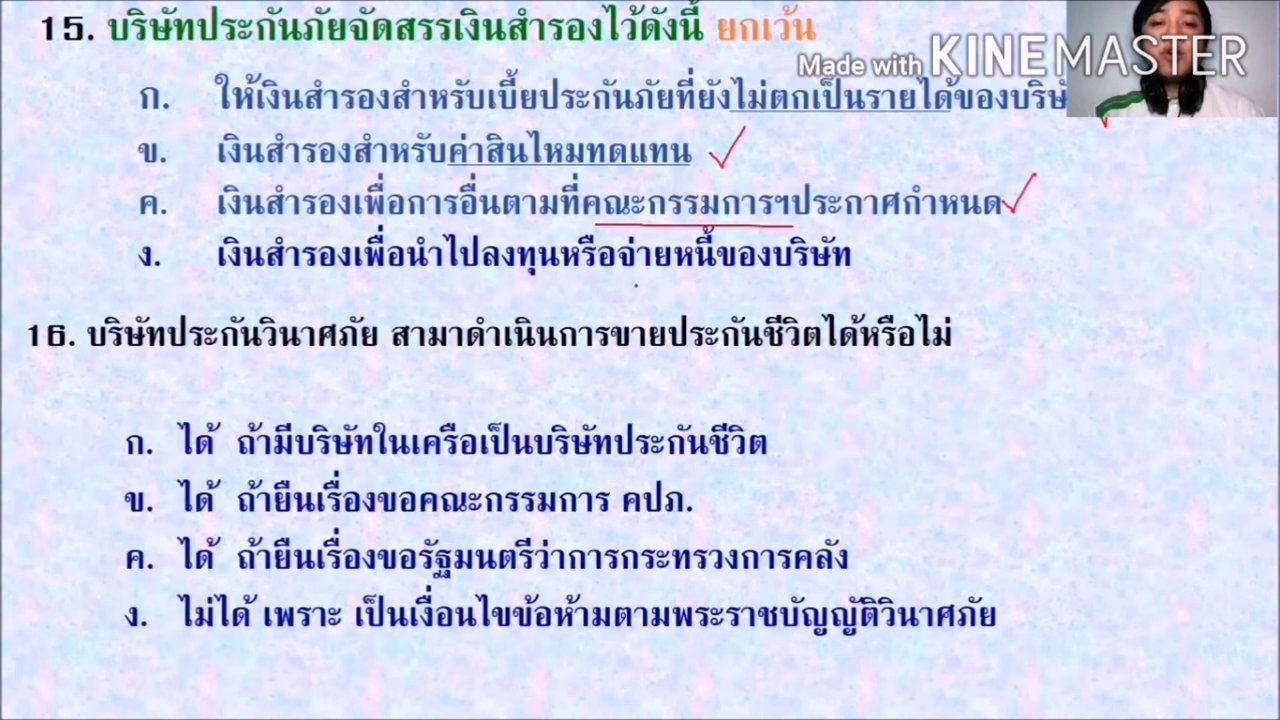 15. บริษัทประกันภัยจัดสรรเงินสำรองไว้ดังนี้ ยกเว้น
Made with KINEMASTER
ก. ให้เงินสำรองสำหรับเบี้ยประกันภัยที่ยังไม่ตกเป็นรายได้ของบริษั
ข. เงินสำรองสำหรับค่าสินไหมทดแทน
ค. เงินสำรองเพื่อการอื่นตามที่คณะกรรมการฯประกาศกำหนด
ง. เงินสำรองเพื่อนำไปลงทุนหรือจ่ายหนี้ของบริษัท
16. บริษัทประกันวินาศภัย สามาดำเนินการขายประกันชีวิตได้หรือไม่
ก. ได้ ถ้ามีบริษัทในเครือเป็นบริษัทประกันชีวิต
ข. ได้ ถ้ายืนเรื่องขอคณะกรรมการ คปภ.
ค. ได้ ถ้ายืนเรื่องขอรัฐมนตรีว่าการกระทรวงการคลัง
ง. ไม่ได้ เพราะ เป็นเงื่อนไขข้อห้ามตามพระราชบัญญัติวินาศภัย